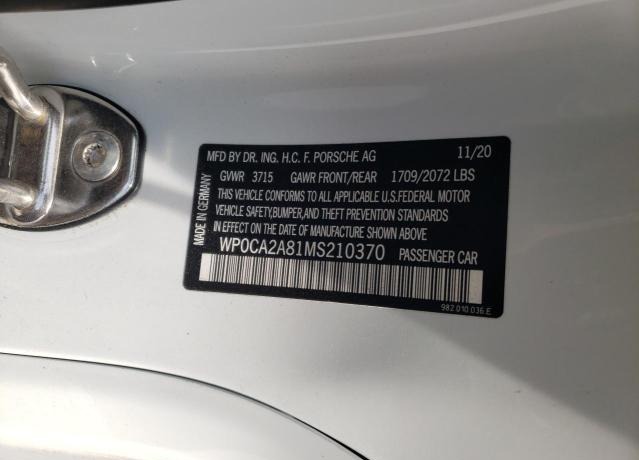 MFD BY DR. ING. H.C. F. PORSCHE AG 11/20
GVWR 3715 GAWR FRONT/REAR 1709/2072 LBS
THIS VEHICLE CONFORMS TO ALL APPLICABLE U.S.FEDERAL MOTOR
VEHICLE SAFETY,BUMPER,AND THEFT PREVENTION STANDARDS
IN EFFECT ON THE DATE OF MANUFACTURE SHOWN ABOVE
WP0CA2A81MS210370 PASSENGER CAR
MADE IN GERMANY
982.010.036.E